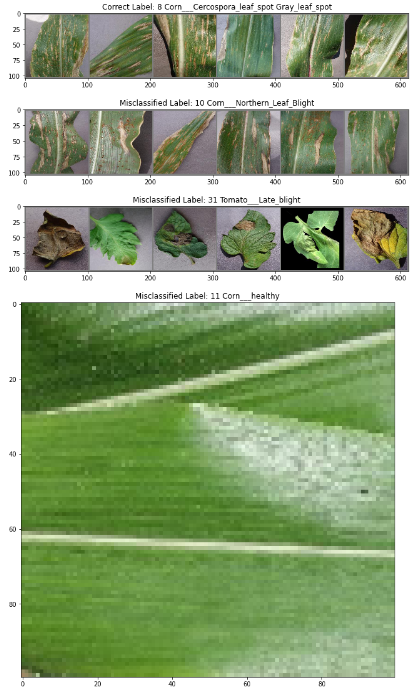 Correct Label: 8 Corn___Cercospora_leaf_spot Gray_leaf_spot
0
25
50
75
100
0 100 200 300 400 500 600
Misclassified Label: 10 Corn___Northern_Leaf_Blight
0
25
50
75
100
0 100 200 300 400 500 600
Misclassified Label: 31 Tomato___Late_blight
0
25
50
75
100
0 100 200 300 400 500 600
Misclassified Label: 11 Corn___healthy
0
20
40
60
80
0 20 40 60 80